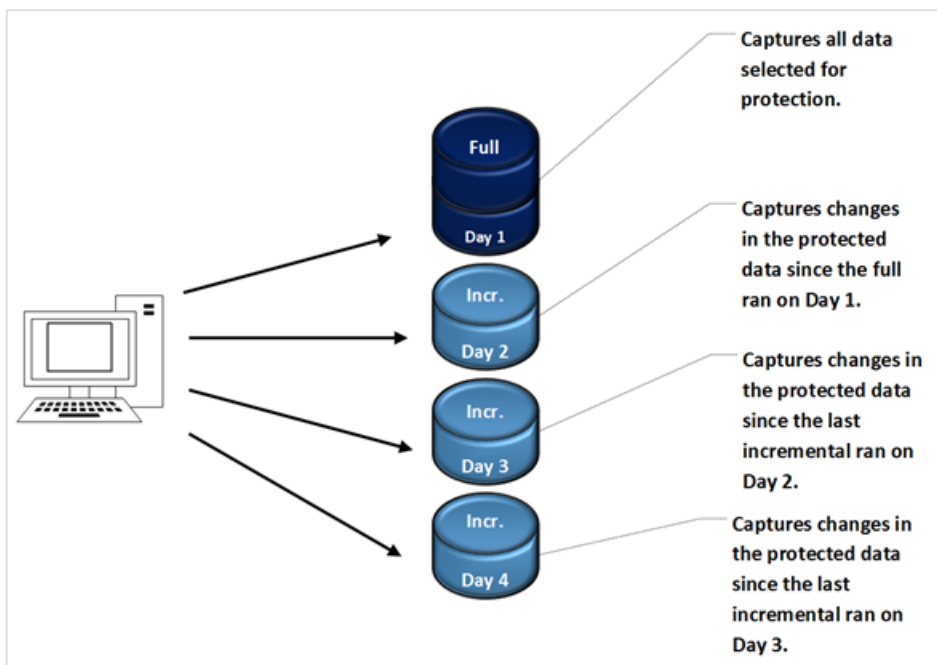 Captures all data
selected for
protection.
Full
Day 1
Captures changes
in the protected
data since the full
ran on Day 1.
Incr.
Day 2
Captures changes in
the protected data
since the last
incremental ran on
Day 2.
Incr.
Day 3
Captures changes in
the protected data
since the last
incremental ran on
Day 3.
Incr.
Day 4